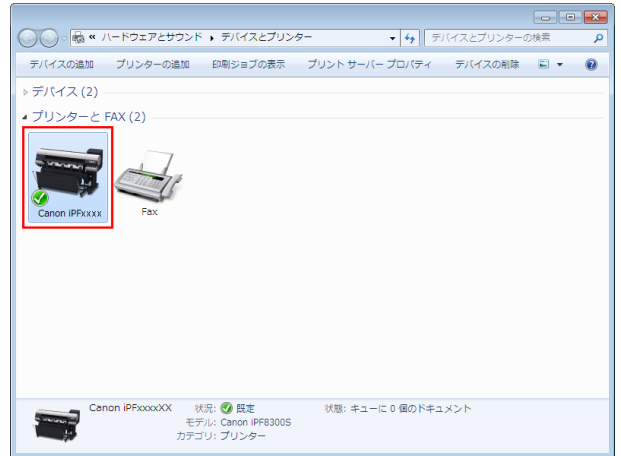 « ハードウェアとサウンド ▸ デバイスとプリンター デバイスとプリンターの検索
デバイスの追加 プリンターの追加 印刷ジョブの表示 プリント サーバー プロパティ デバイスの削除
デバイス (2)
プリンターと FAX (2)
Canon iPFxxxx Fax
Canon iPFxxxxXX 状況: 既定 状態: キューに 0 個のドキュメント
モデル: Canon iPF8300S
カテゴリ: プリンター